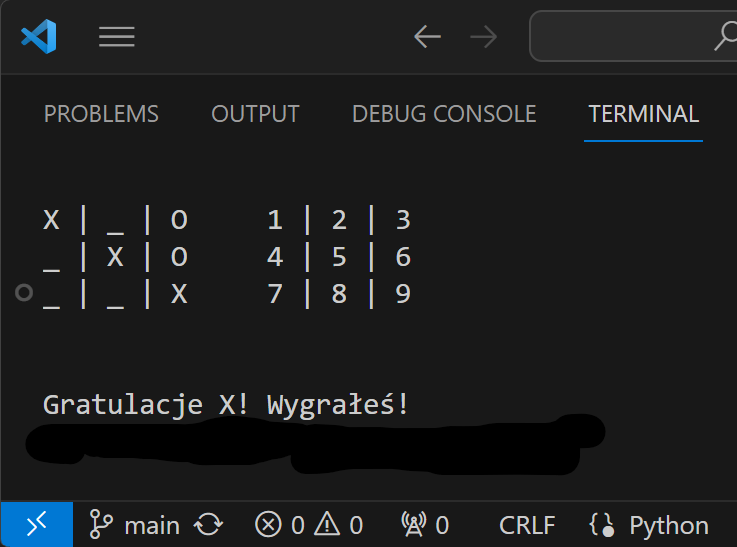 PROBLEMS OUTPUT DEBUG CONSOLE TERMINAL
X | _ | O 1 | 2 | 3
_ | X | O 4 | 5 | 6
_ | _ | X 7 | 8 | 9
Gratulacje X! Wygrałeś!
main 0 0 0 CRLF {} Python